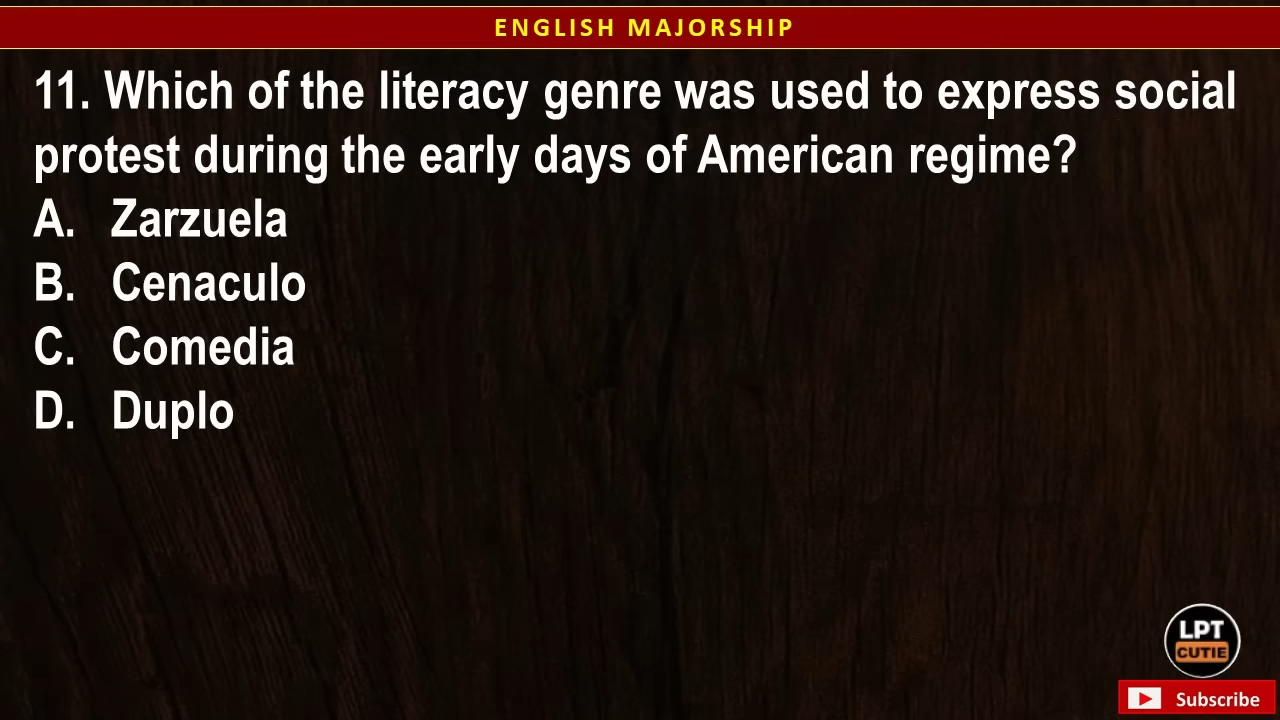 ENGLISH MAJORSHIP
11. Which of the literacy genre was used to express social
protest during the early days of American regime?
A. Zarzuela
B. Cenaculo
C. Comedia
D. Duplo
LPT
CUTIE
Subscribe